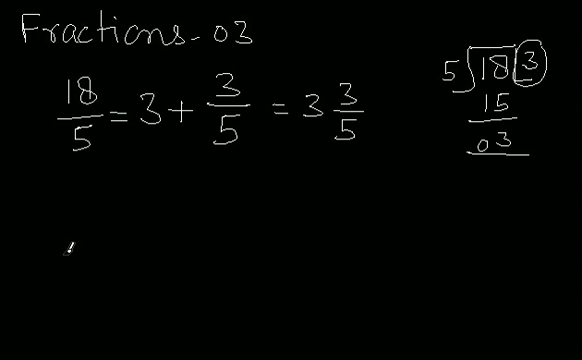 Fractions-03
18/5 = 3 + 3/5 = 3 3/5
5 18 3
15
03